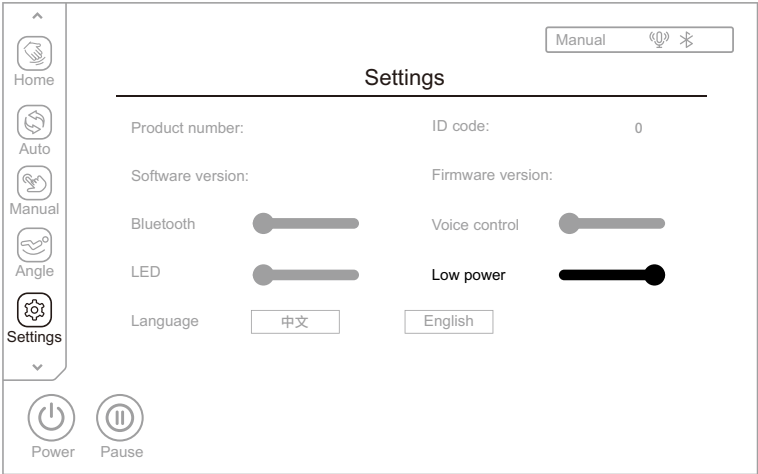 Home
Auto
Manual
Angle
Settings
Manual
Settings
Product number:
ID code: 0
Software version:
Firmware version:
Bluetooth
Voice control
LED
Low power
Language
中文
English
Power
Pause